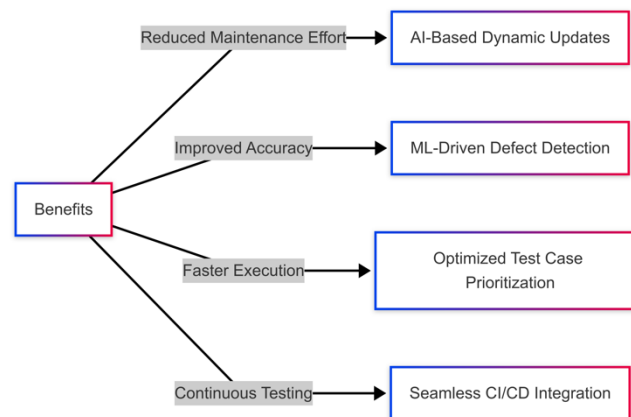 Reduced Maintenance Effort
AI-Based Dynamic Updates
Improved Accuracy
ML-Driven Defect Detection
Benefits
Faster Execution
Optimized Test Case
Prioritization
Continuous Testing
Seamless CI/CD Integration